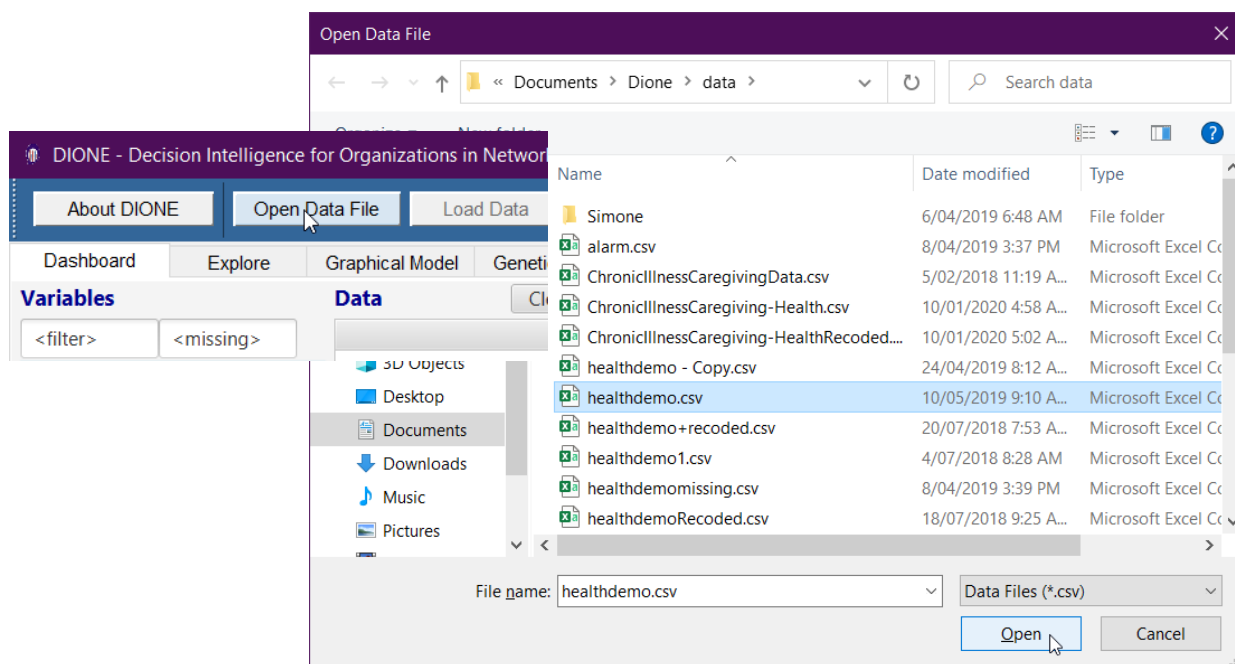 Open Data File
« Documents > Dione > data >
Search data
DIONE - Decision Intelligence for Organizations in Networ
About DIONE Open Data File Load Data
Dashboard Explore Graphical Model Geneti
Variables Data
<filter> <missing>
3D Objects
Desktop
Documents
Downloads
Music
Pictures
Name Date modified Type
Simone 6/04/2019 6:48 AM File folder
alarm.csv 8/04/2019 3:37 PM Microsoft Excel Co
ChronicIllnessCaregivingData.csv 5/02/2018 11:19 A... Microsoft Excel Co
ChronicIllnessCaregiving-Health.csv 10/01/2020 4:58 A... Microsoft Excel Co
ChronicIllnessCaregiving-HealthRecoded.... 10/01/2020 5:02 A... Microsoft Excel Co
healthdemo - Copy.csv 24/04/2019 8:12 A... Microsoft Excel Co
healthdemo.csv 10/05/2019 9:10 A... Microsoft Excel Co
healthdemo+recoded.csv 20/07/2018 7:53 A... Microsoft Excel Co
healthdemo1.csv 4/07/2018 8:28 AM Microsoft Excel Co
healthdemomissing.csv 8/04/2019 3:39 PM Microsoft Excel Co
healthdemoRecoded.csv 18/07/2018 9:25 A... Microsoft Excel Co
File name: healthdemo.csv Data Files (*.csv)
Open Cancel